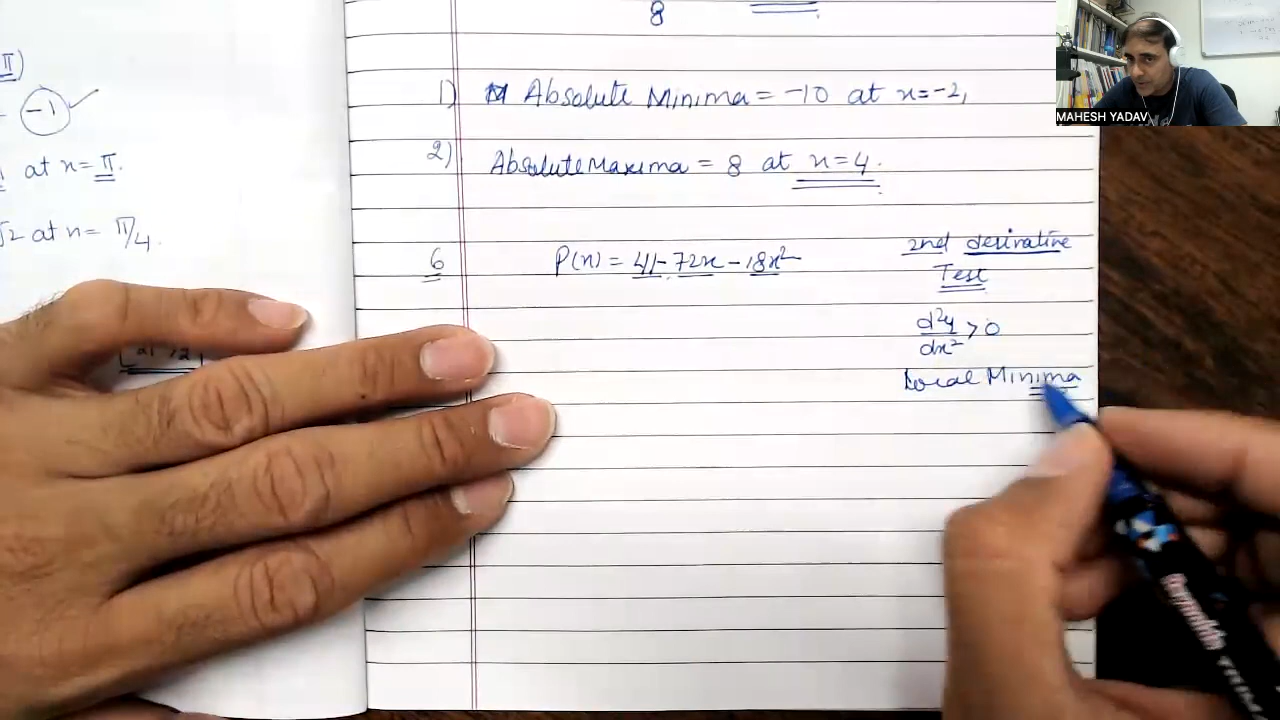 π)
-1
at x = π.
√2 at x = π/4.
8
1) Absolute Minima = -10 at x = -2,
2) Absolute Maxima = 8 at x = 4.
6 P(x) = 41 - 72x - 18x²
2nd derivative
Test
d²y/dx² > 0
Local Minima
MAHESH YADAV